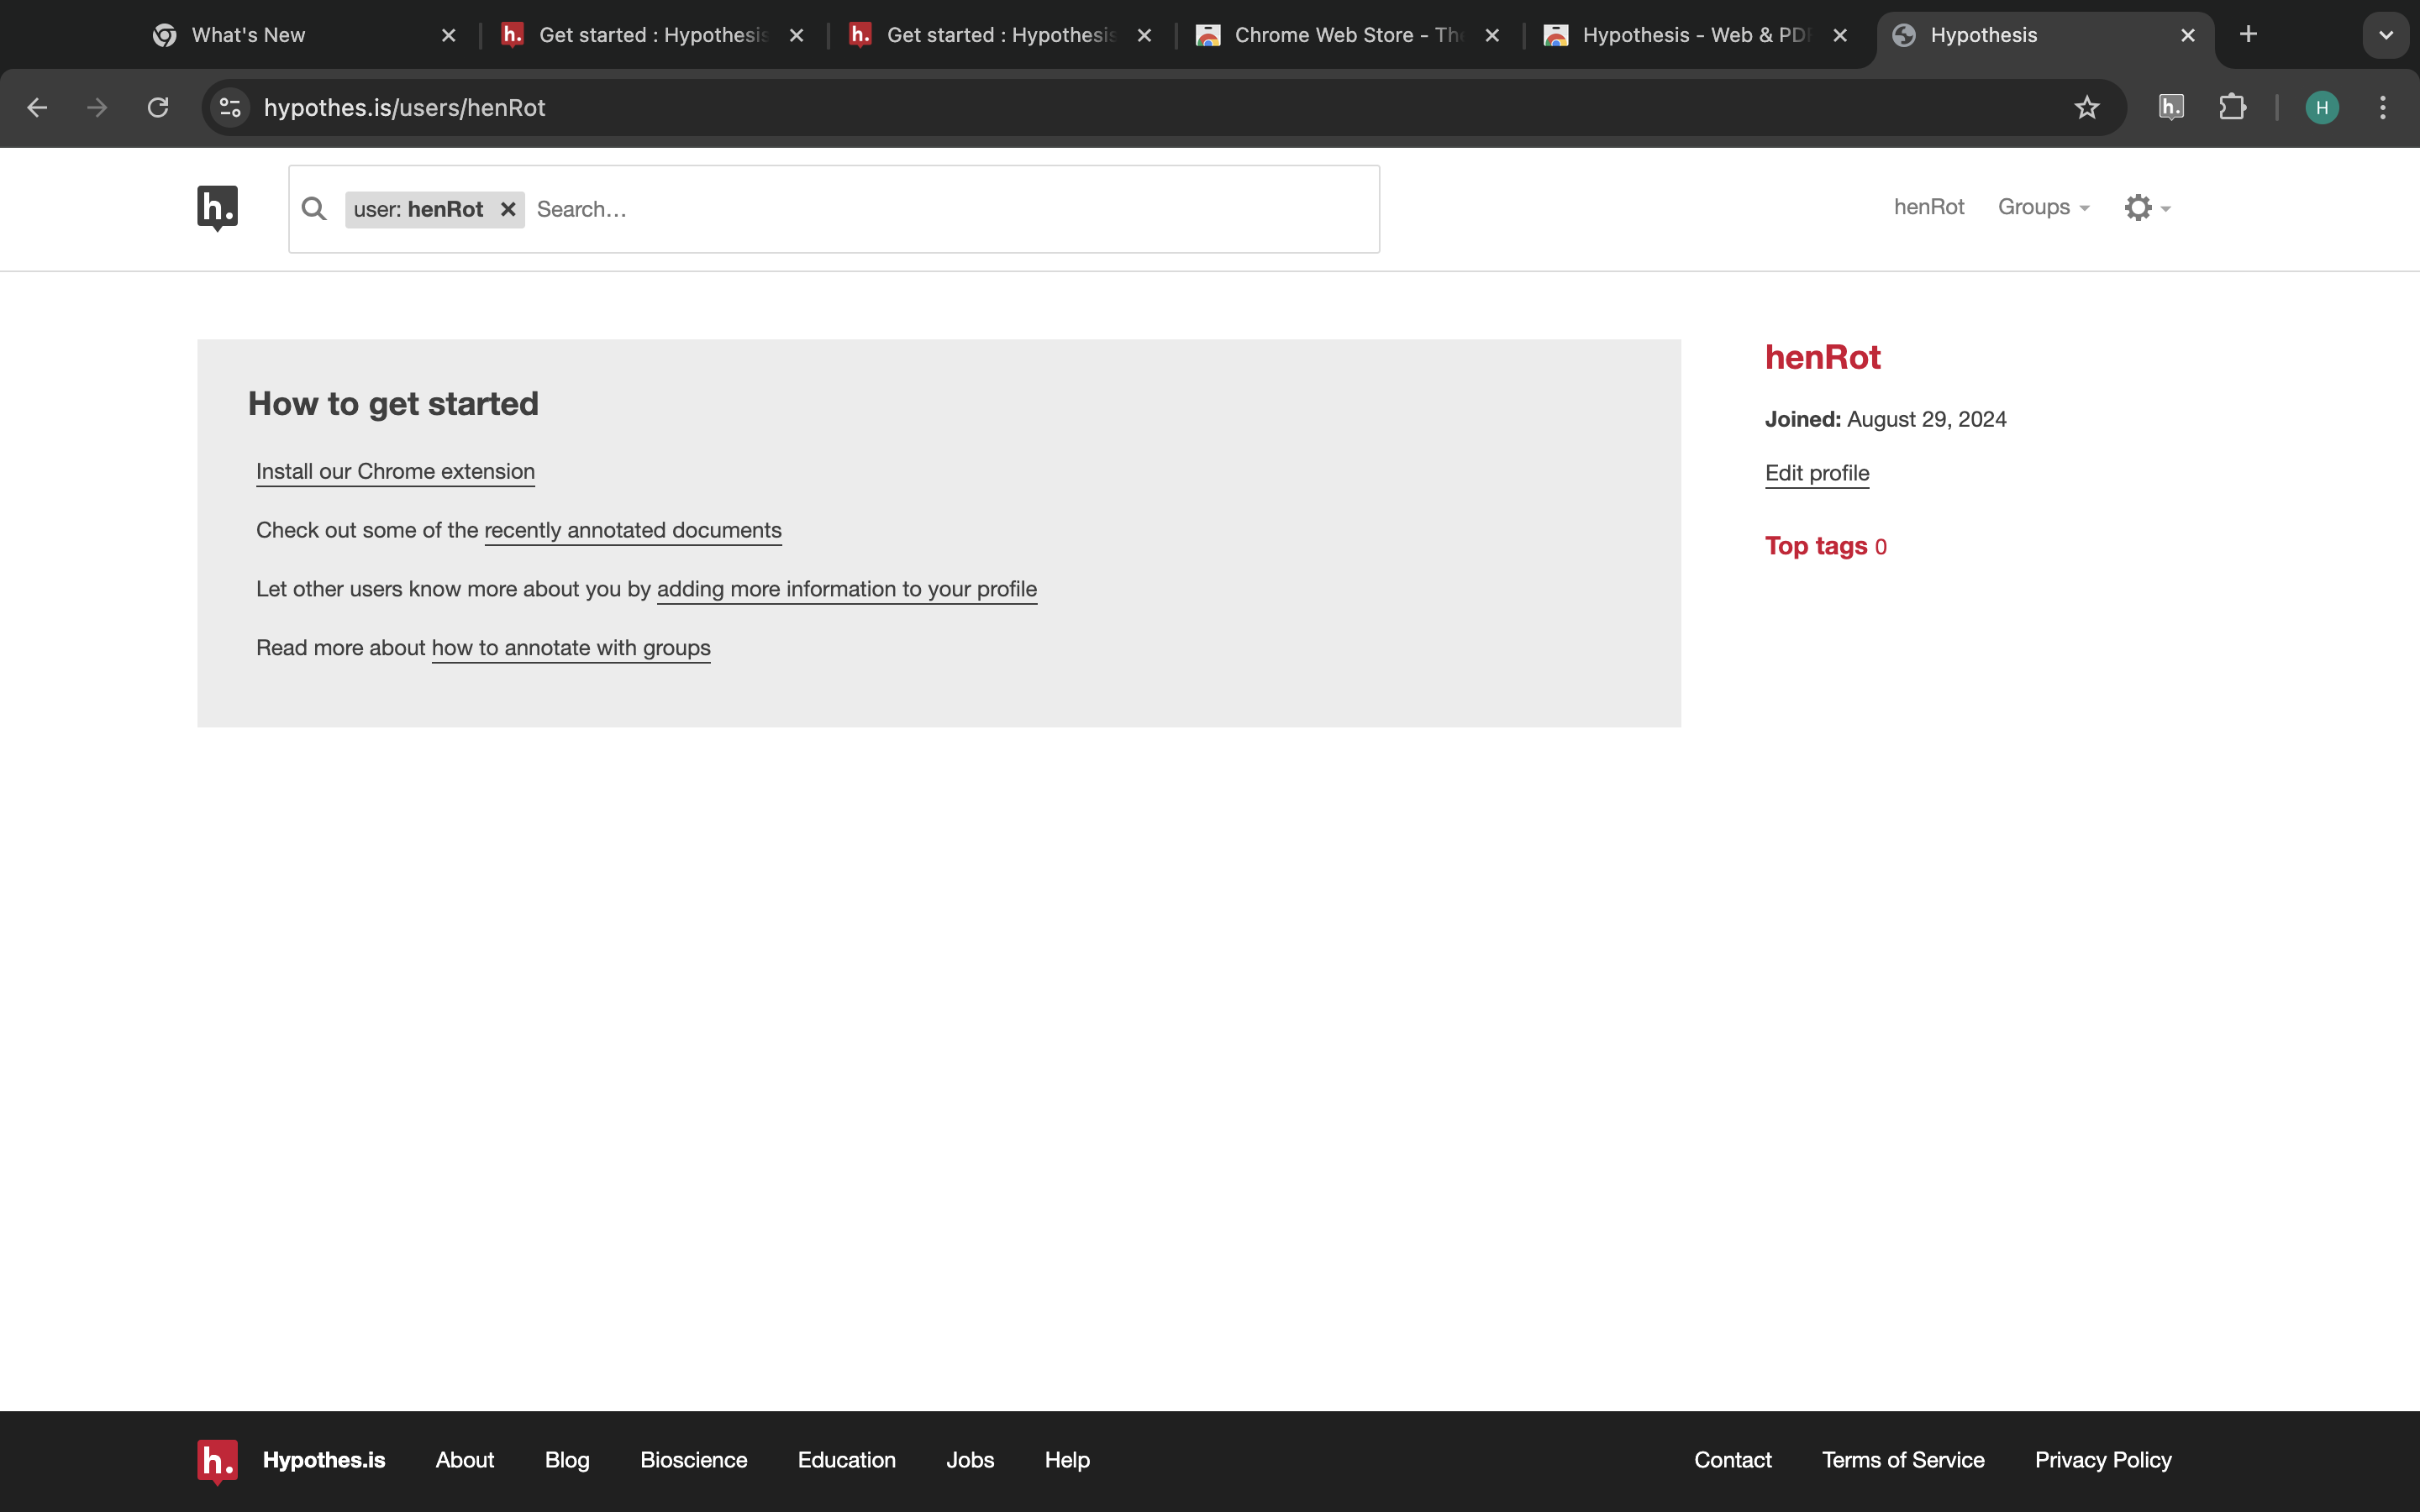 What's New
Get started : Hypothesis
Get started : Hypothesis
Chrome Web Store - The
Hypothesis - Web & PDF
Hypothesis
hypothes.is/users/henRot
h.
H
h.
user: henRot
Search…
henRot
Groups
How to get started
Install our Chrome extension
Check out some of the recently annotated documents
Let other users know more about you by adding more information to your profile
Read more about how to annotate with groups
henRot
Joined: August 29, 2024
Edit profile
Top tags 0
h.
Hypothes.is
About
Blog
Bioscience
Education
Jobs
Help
Contact
Terms of Service
Privacy Policy